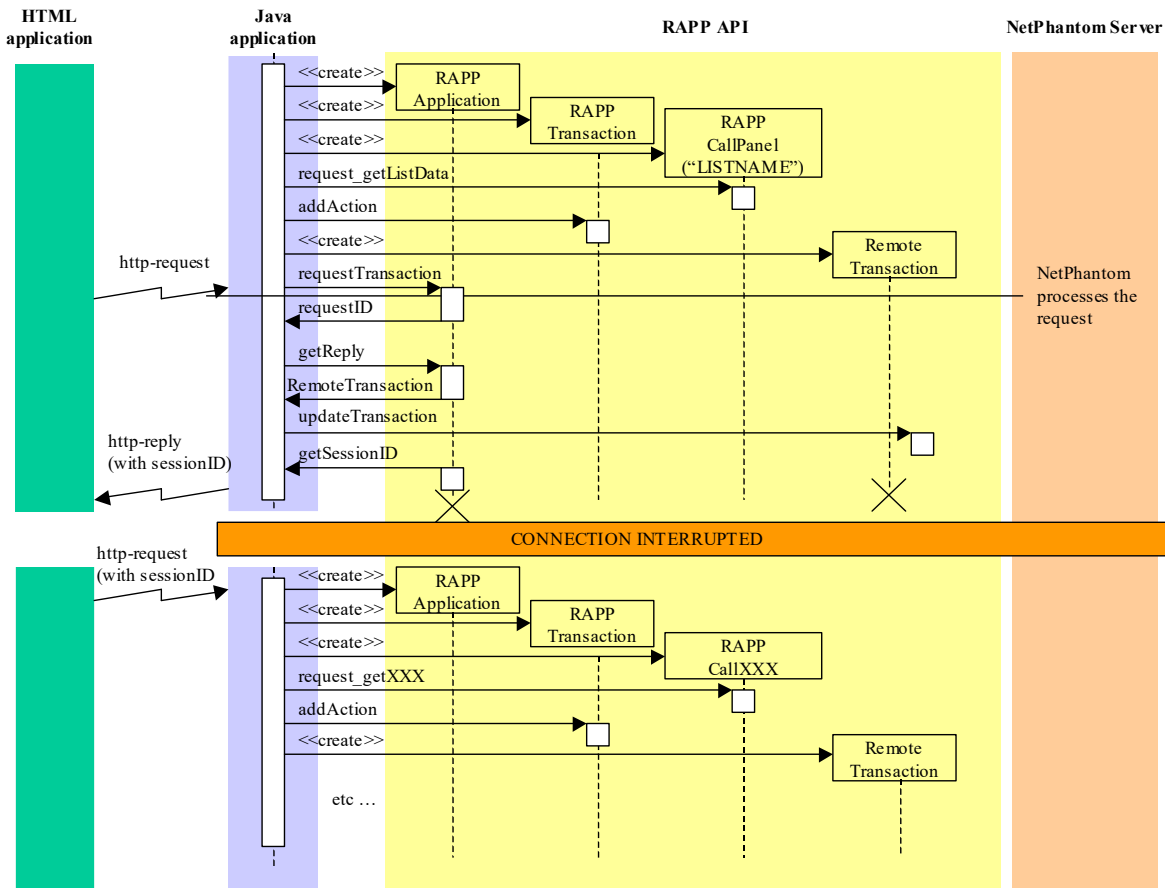 HTML
application
Java
application
RAPP API
NetPhantom Server
<<create>>
RAPP
Application
<<create>>
RAPP
Transaction
<<create>>
RAPP
CallPanel
(“LISTNAME”)
request_getListData
addAction
<<create>>
Remote
Transaction
http-request
requestTransaction
NetPhantom
processes the
request
requestID
getReply
RemoteTransaction
updateTransaction
http-reply
(with sessionID)
getSessionID
CONNECTION INTERRUPTED
http-request
(with sessionID
<<create>>
RAPP
Application
<<create>>
RAPP
Transaction
<<create>>
RAPP
CallXXX
request_getXXX
addAction
<<create>>
Remote
Transaction
etc …